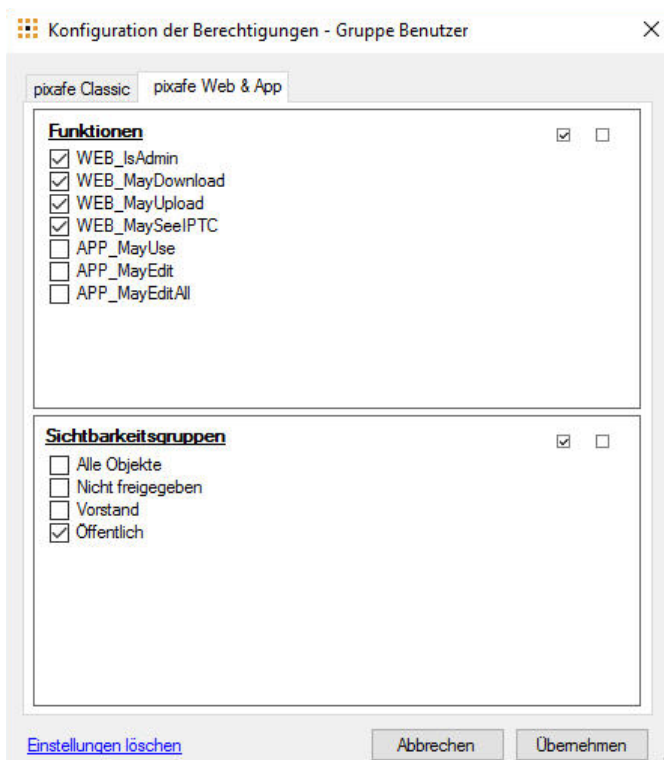 Konfiguration der Berechtigungen - Gruppe Benutzer
pixafe Classic
pixafe Web & App
Funktionen
WEB_IsAdmin
WEB_MayDownload
WEB_MayUpload
WEB_MaySeeIPTC
APP_MayUse
APP_MayEdit
APP_MayEditAll
Sichtbarkeitsgruppen
Alle Objekte
Nicht freigegeben
Vorstand
Öffentlich
Einstellungen löschen
Abbrechen
Übernehmen